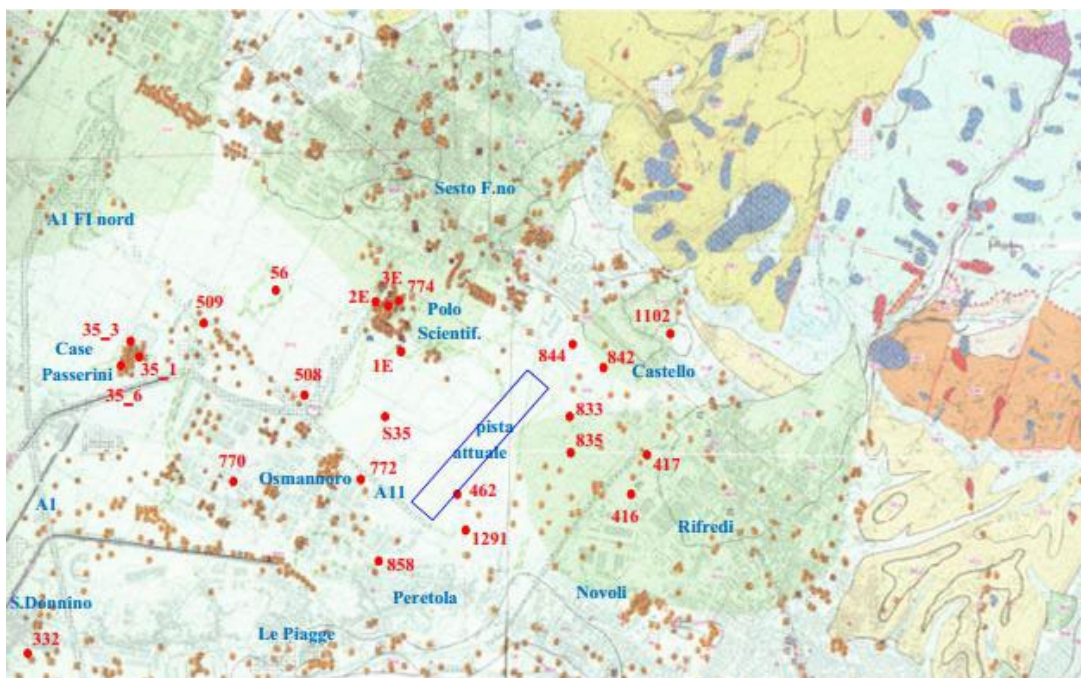 Sesto F.no
A1 FI nord
56
3E
774
2E
509
Polo
Scientif.
1102
35_3
Case
Passerini
35_1
35_6
1E
844
842
Castello
508
S35
pista
attuale
833
835
417
770
Osmannoro
772
A11
462
416
A1
1291
Rifredi
858
S.Donnino
Peretola
Novoli
Le Piagge
332